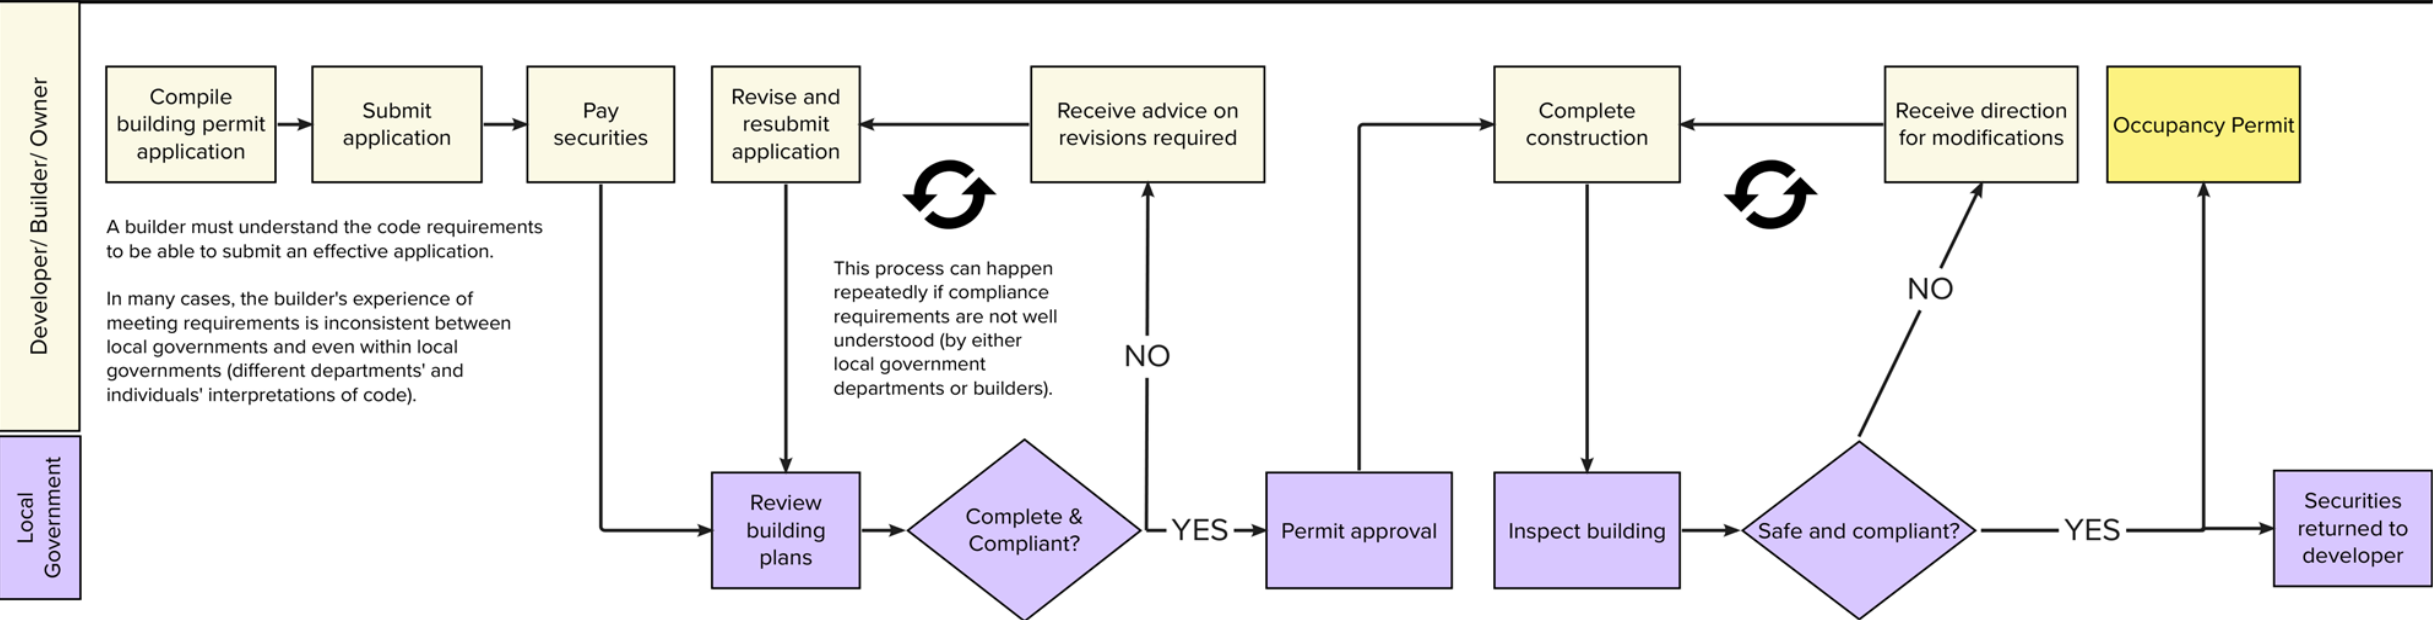 Developer/ Builder/ Owner
Compile
building permit
application
Submit
application
Pay
securities
Revise and
resubmit
application
Receive advice on
revisions required
Complete
construction
Receive direction
for modifications
Occupancy Permit
A builder must understand the code requirements
to be able to submit an effective application.
In many cases, the builder's experience of
meeting requirements is inconsistent between
local governments and even within local
governments (different departments' and
individuals' interpretations of code).
This process can happen
repeatedly if compliance
requirements are not well
understood (by either
local government
departments or builders).
NO
NO
Local
Government
Review
building
plans
Complete &
Compliant?
YES
Permit approval
Inspect building
Safe and compliant?
YES
Securities
returned to
developer